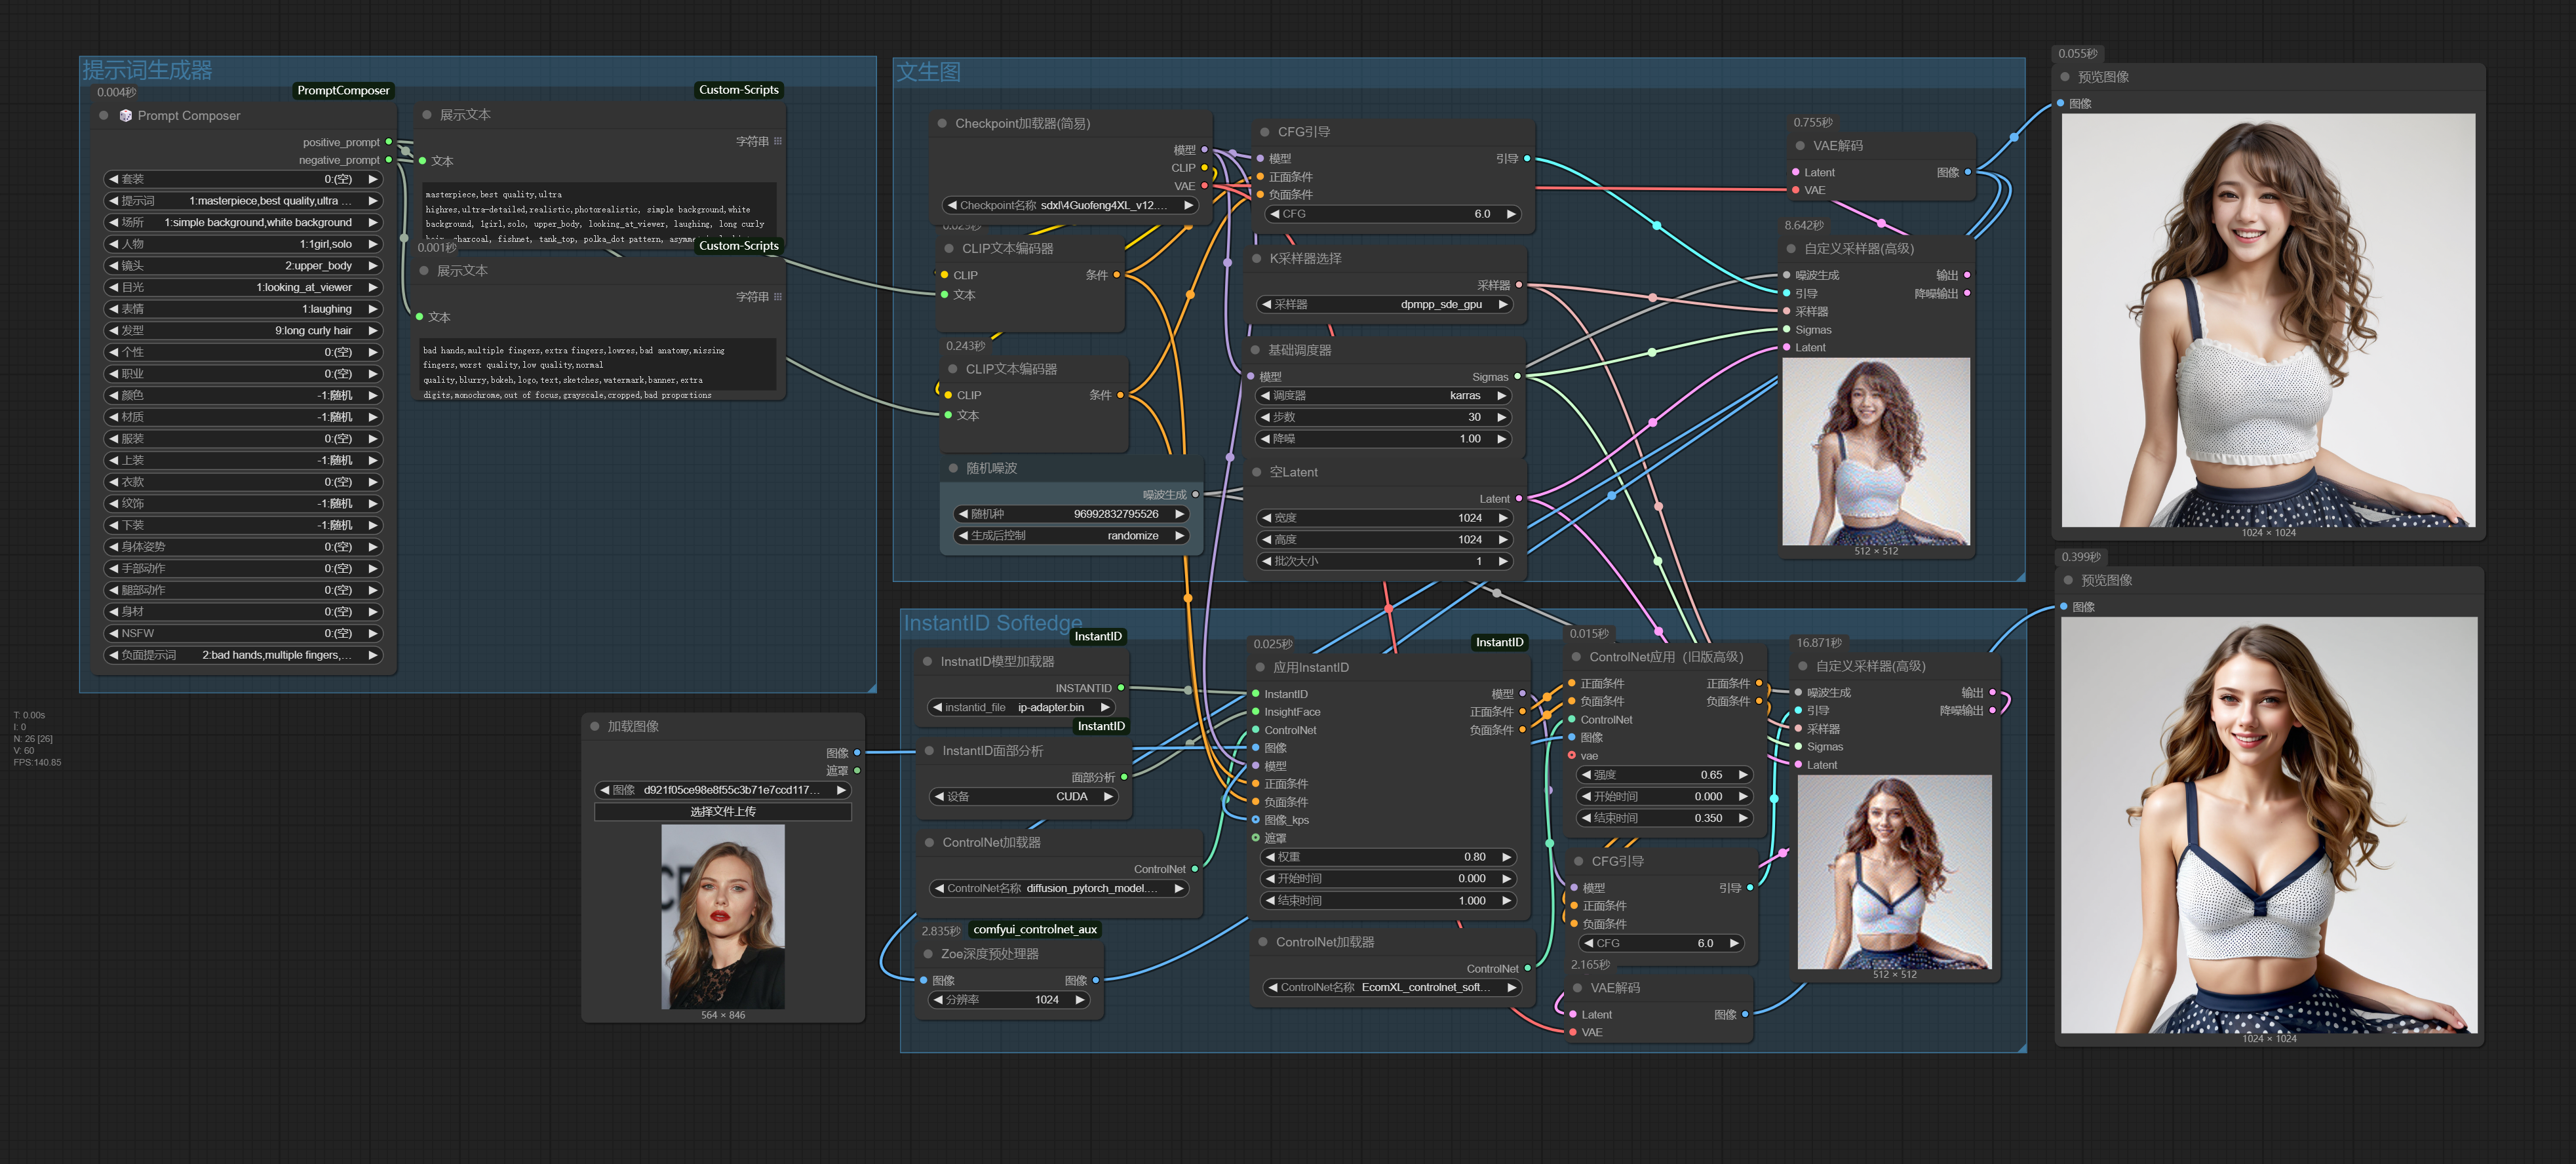 提示词生成器
0.004秒
PromptComposer
Prompt Composer
positive_prompt
negative_prompt
套装 0:(空)
提示词 1:masterpiece,best quality,ultra ...
场所 1:simple background,white background
人物 1:1girl,solo
镜头 2:upper_body
目光 1:looking_at_viewer
表情 1:laughing
发型 9:long curly hair
个性 0:(空)
职业 0:(空)
颜色 -1:随机
材质 -1:随机
服装 0:(空)
上装 -1:随机
衣款 0:(空)
纹饰 -1:随机
下装 -1:随机
身体姿势 0:(空)
手部动作 0:(空)
腿部动作 0:(空)
身材 0:(空)
NSFW 0:(空)
负面提示词 2:bad hands,multiple fingers,...
Custom-Scripts
展示文本
字符串
文本
masterpiece,best quality,ultra
highres,ultra-detailed,realistic,photorealistic, simple background,white
background, 1girl,solo, upper_body, looking_at_viewer, laughing, long curly
charcoal, fishnet, tank_top, polka_dot pattern,
0.001秒
Custom-Scripts
展示文本
字符串
文本
bad hands,multiple fingers,extra fingers,lowres,bad anatomy,missing
fingers,worst quality,low quality,normal
quality,blurry,bokeh,logo,text,sketches,watermark,banner,extra
digits,monochrome,out of focus,grayscale,cropped,bad proportions
T: 0.00s
I: 0
N: 26 [26]
V: 60
FPS:140.85
加载图像
图像
遮罩
图像 d921f05ce98e8f55c3b71e7ccd117...
选择文件上传
564 × 846
文生图
Checkpoint加载器(简易)
模型
CLIP
VAE
Checkpoint名称 sdxl\4Guofeng4XL_v12....
CLIP文本编码器
CLIP 条件
文本
0.243秒
CLIP文本编码器
CLIP 条件
文本
随机噪波
噪波生成
随机种 96992832795526
生成后控制 randomize
CFG引导
模型 引导
正面条件
负面条件
CFG 6.0
K采样器选择
采样器
采样器 dpmpp_sde_gpu
基础调度器
模型 Sigmas
调度器 karras
步数 30
降噪 1.00
空Latent
Latent
宽度 1024
高度 1024
批次大小 1
0.755秒
VAE解码
Latent 图像
VAE
8.642秒
自定义采样器(高级)
噪波生成 输出
引导 降噪输出
采样器
Sigmas
Latent
512 × 512
0.055秒
预览图像
图像
1024 × 1024
InstantID Softedge
InstantID
InstnatID模型加载器
INSTANTID
instantid_file ip-adapter.bin
InstantID
InstantID面部分析
面部分析
设备 CUDA
ControlNet加载器
ControlNet
ControlNet名称 diffusion_pytorch_model....
2.835秒
comfyui_controlnet_aux
Zoe深度预处理器
图像 图像
分辨率 1024
0.025秒
InstantID
应用InstantID
InstantID 模型
InsightFace 正面条件
ControlNet 负面条件
图像
模型
正面条件
负面条件
图像_kps
遮罩
权重 0.80
开始时间 0.000
结束时间 1.000
ControlNet加载器
ControlNet
ControlNet名称 EcomXL_controlnet_soft...
0.015秒
ControlNet应用（旧版高级）
正面条件 正面条件
负面条件 负面条件
ControlNet
图像
vae
强度 0.65
开始时间 0.000
结束时间 0.350
CFG引导
模型 引导
正面条件
负面条件
CFG 6.0
2.165秒
VAE解码
Latent 图像
VAE
16.871秒
自定义采样器(高级)
噪波生成 输出
引导 降噪输出
采样器
Sigmas
Latent
512 × 512
0.399秒
预览图像
图像
1024 × 1024